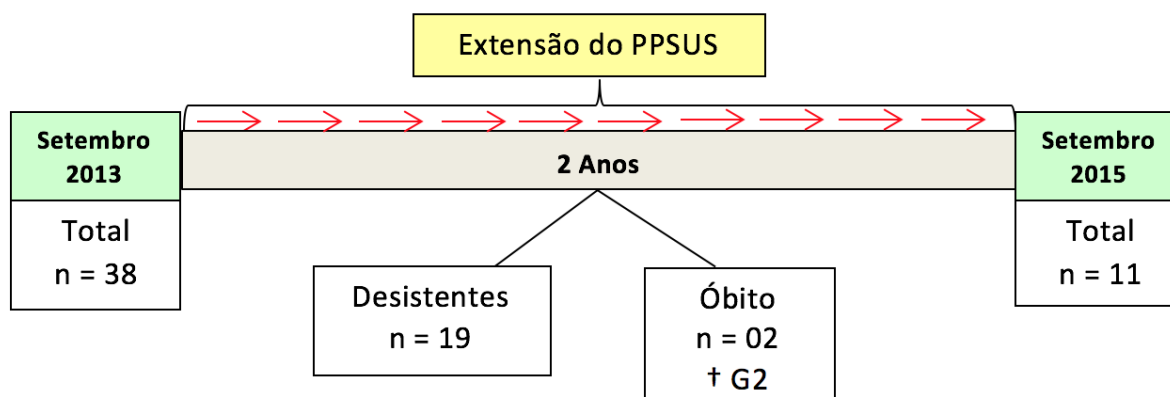 Extensão do PPSUS
Setembro
2013
Total
n = 38
2 Anos
Desistentes
n = 19
Óbito
n = 02
† G2
Setembro
2015
Total
n = 11